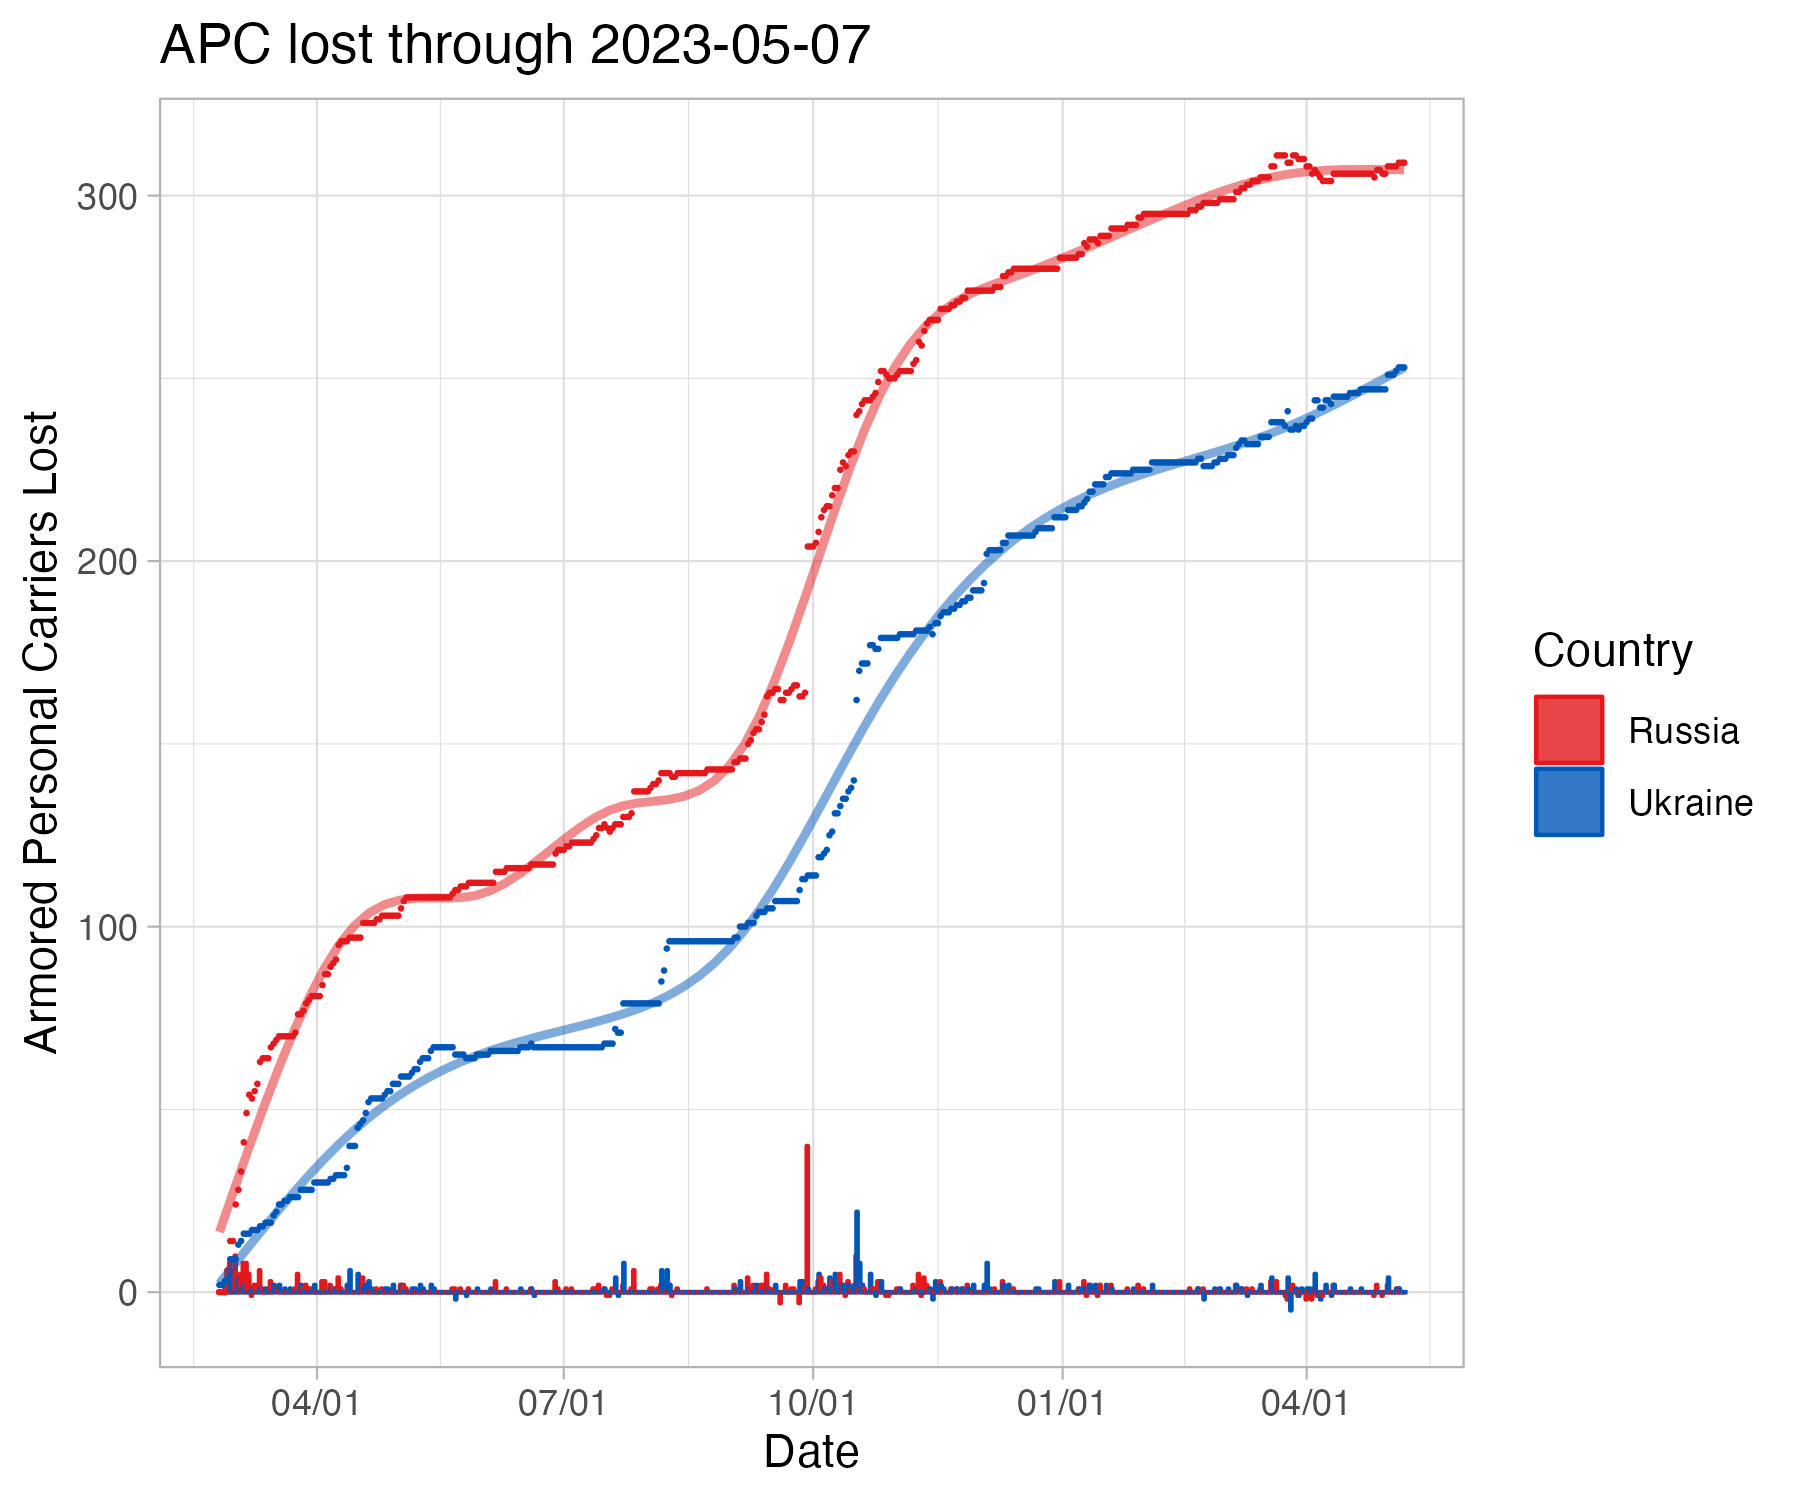 APC lost through 2023-05-07
Armored Personal Carriers Lost
300
200
100
0
04/01
07/01
10/01
01/01
04/01
Date
Country
Russia
Ukraine